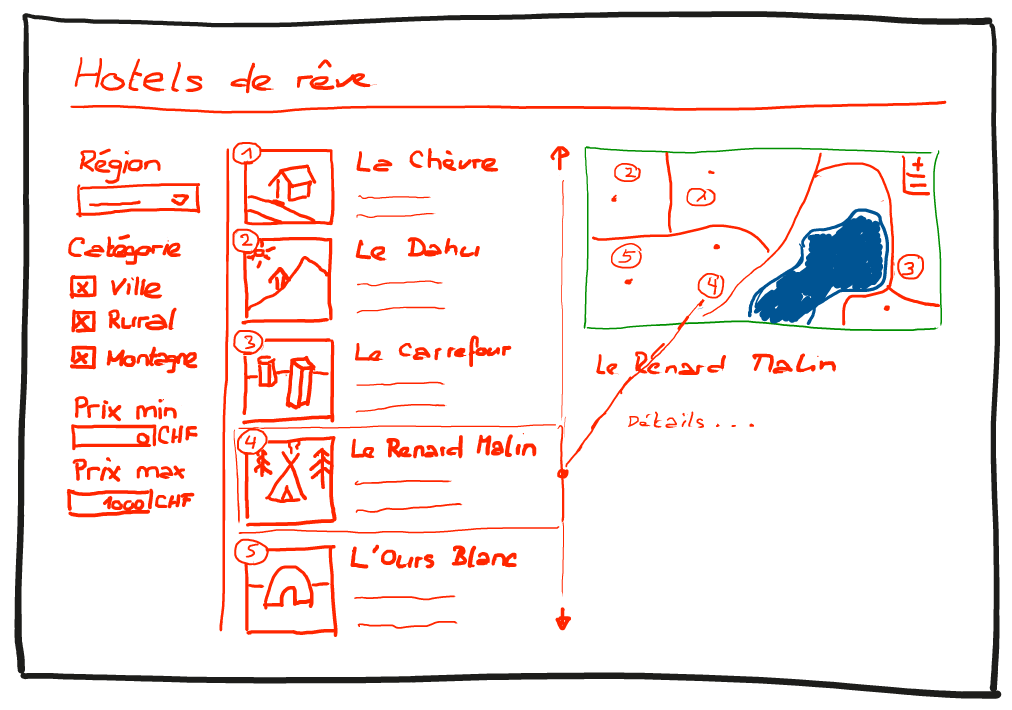 Hotels de rêve
Région
Catégorie
x Ville
x Rural
x Montagne
Prix min
0 CHF
Prix max
1000 CHF
1
La Chèvre
2
Le Dahu
3
Le Carrefour
4
Le Renard Malin
5
L'Ours Blanc
2
1
5
4
3
+
Le Renard Malin
Détails...